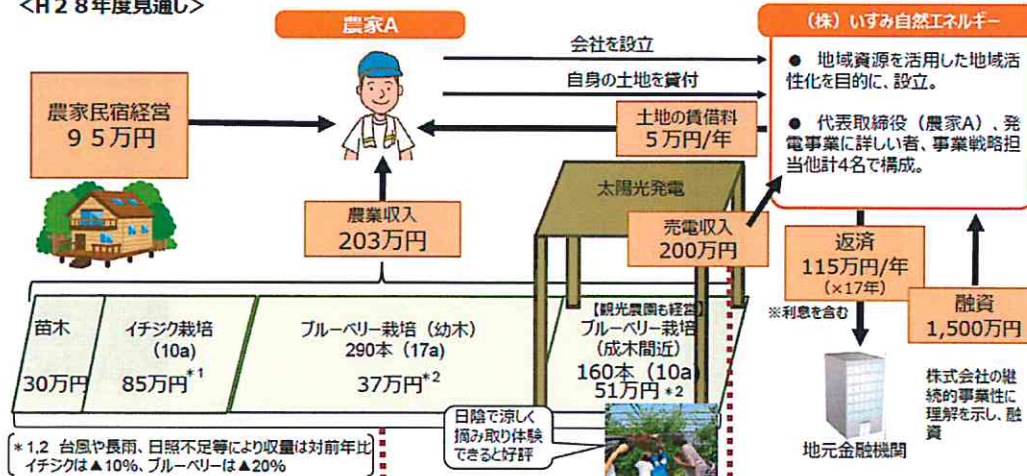 <H28年度見通し>
農家A
(株)いすみ自然エネルギー
会社を設立
自身の土地を貸付
● 地域資源を活用した地域活
性化を目的に、設立。
● 代表取締役(農家A)、発
電事業に詳しい者、事業戦略担
当他計4名で構成。
農家民宿経営
95万円
土地の賃借料
5万円/年
太陽光発電
農業収入
203万円
売電収入
200万円
返済
115万円/年
(×17年)
※利息を含む
融資
1,500万円
苗木
30万円
イチジク栽培
(10a)
85万円*1
ブルーベリー栽培(幼木)
290本(17a)
37万円*2
【観光農園も経営】
ブルーベリー栽培
(成木間近)
160本(10a)
51万円*2
日陰で涼しく
摘み取り体験
できると好評
地元金融機関
株式会社の継
続的事業性に
理解を示し、融
資
*1,2 台風や長雨、日照不足等により収量は対前年比
イチジクは▲10%、ブルーベリーは▲20%